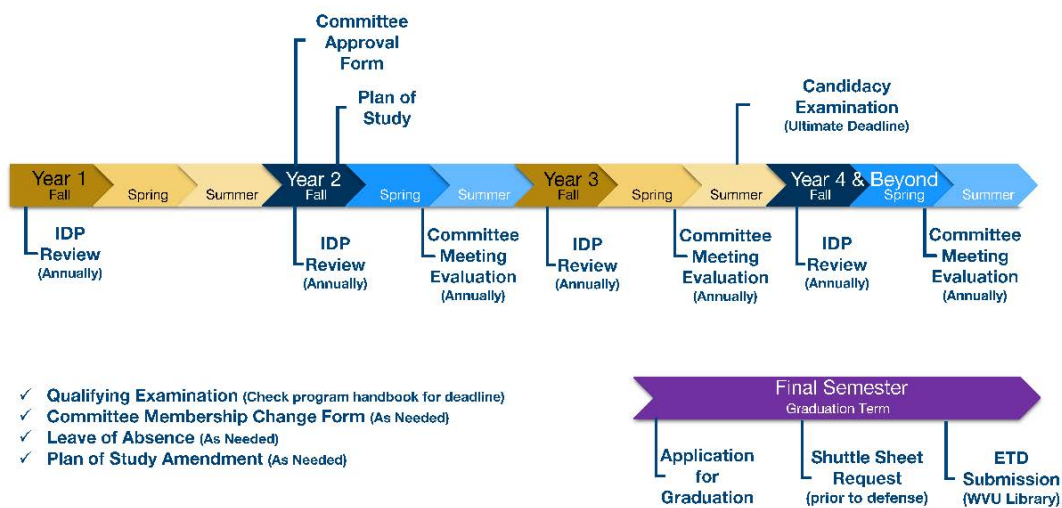 Committee
Approval
Form
Plan of
Study
Candidacy
Examination
(Ultimate Deadline)
Year 1
Fall
Spring
Summer
Year 2
Fall
Spring
Summer
Year 3
Fall
Spring
Summer
Year 4 & Beyond
Fall
Spring
Summer
IDP
Review
(Annually)
IDP
Review
(Annually)
Committee
Meeting
Evaluation
(Annually)
IDP
Review
(Annually)
Committee
Meeting
Evaluation
(Annually)
IDP
Review
(Annually)
Committee
Meeting
Evaluation
(Annually)
✓ Qualifying Examination (Check program handbook for deadline)
✓ Committee Membership Change Form (As Needed)
✓ Leave of Absence (As Needed)
✓ Plan of Study Amendment (As Needed)
Final Semester
Graduation Term
Application
for
Graduation
Shuttle Sheet
Request
(prior to defense)
ETD
Submission
(WVU Library)